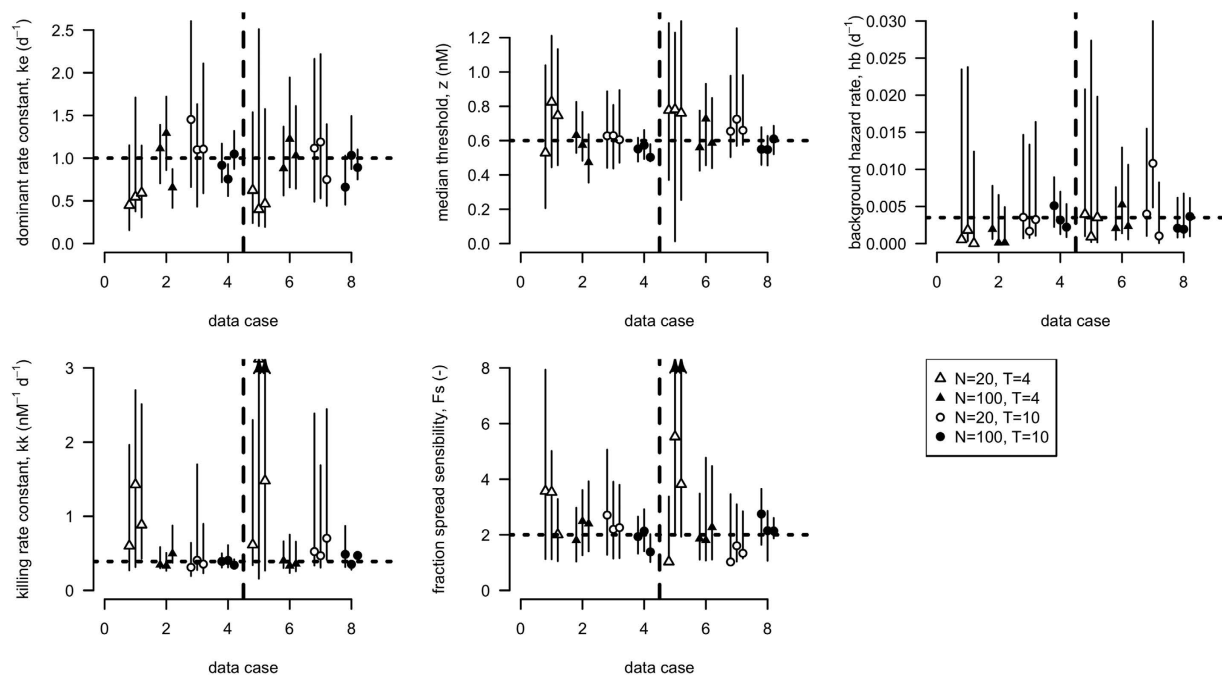 dominant rate constant, ke (d⁻¹)
2.5
2.0
1.5
1.0
0.5
0.0
0 2 4 6 8
data case
median threshold, z (nM)
1.2
1.0
0.8
0.6
0.4
0.2
0.0
0 2 4 6 8
data case
background hazard rate, hb (d⁻¹)
0.030
0.025
0.020
0.015
0.010
0.005
0.000
0 2 4 6 8
data case
killing rate constant, kk (nM⁻¹ d⁻¹)
3
2
1
0
0 2 4 6 8
data case
fraction spread sensibility, Fs (-)
8
6
4
2
0
0 2 4 6 8
data case
N=20, T=4
N=100, T=4
N=20, T=10
N=100, T=10